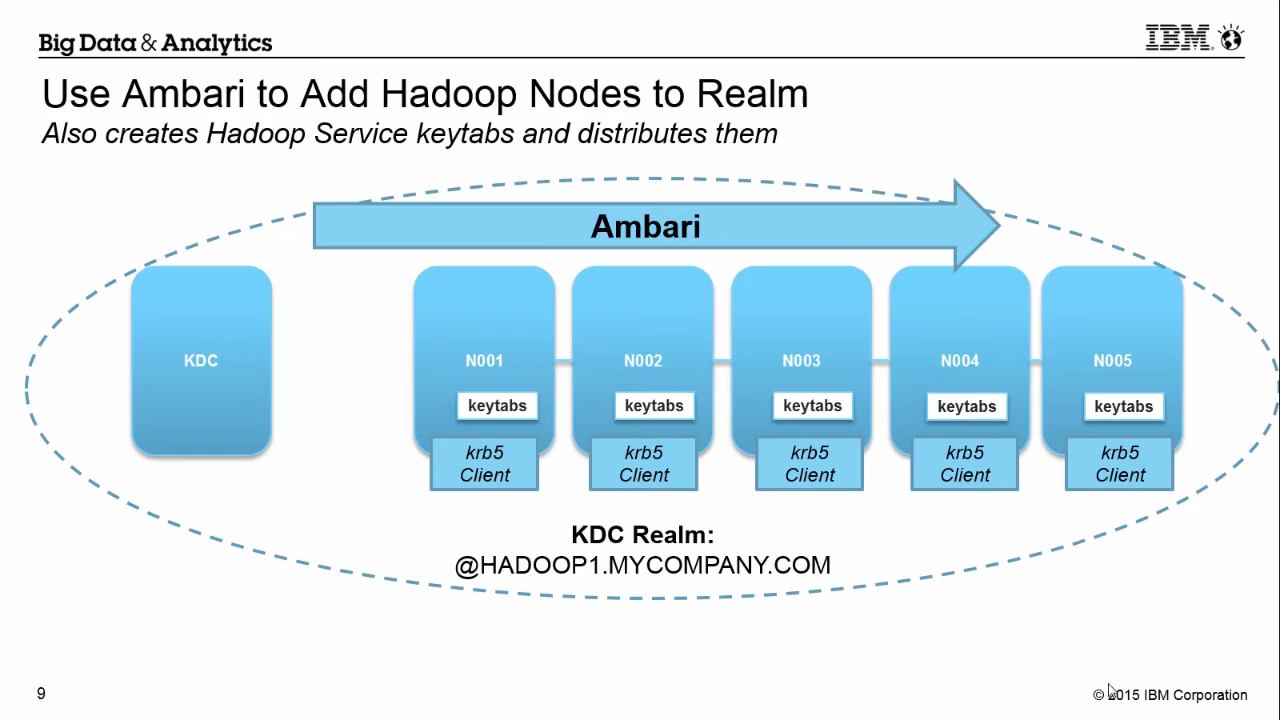 Big Data & Analytics
IBM
Use Ambari to Add Hadoop Nodes to Realm
Also creates Hadoop Service keytabs and distributes them
Ambari
KDC
N001
N002
N003
N004
N005
keytabs
keytabs
keytabs
keytabs
keytabs
krb5
Client
krb5
Client
krb5
Client
krb5
Client
krb5
Client
KDC Realm:
@HADOOP1.MYCOMPANY.COM
9
© 2015 IBM Corporation